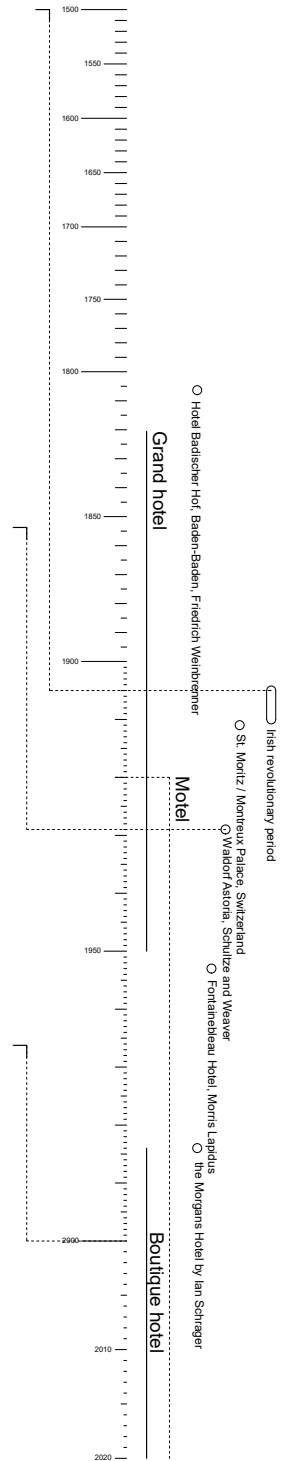 1500
1550
1600
1650
1700
1750
1800
1850
1900
1950
2000
2010
2020
Grand hotel
Motel
Boutique hotel
Hotel Badischer Hof, Baden-Baden, Friedrich Weinbrenner
Irish revolutionary period
St. Moritz / Montreux Palace, Switzerland
Waldorf Astoria, Schultze and Weaver
Fontainebleau Hotel, Morris Lapidus
the Morgans Hotel by Ian Schrager